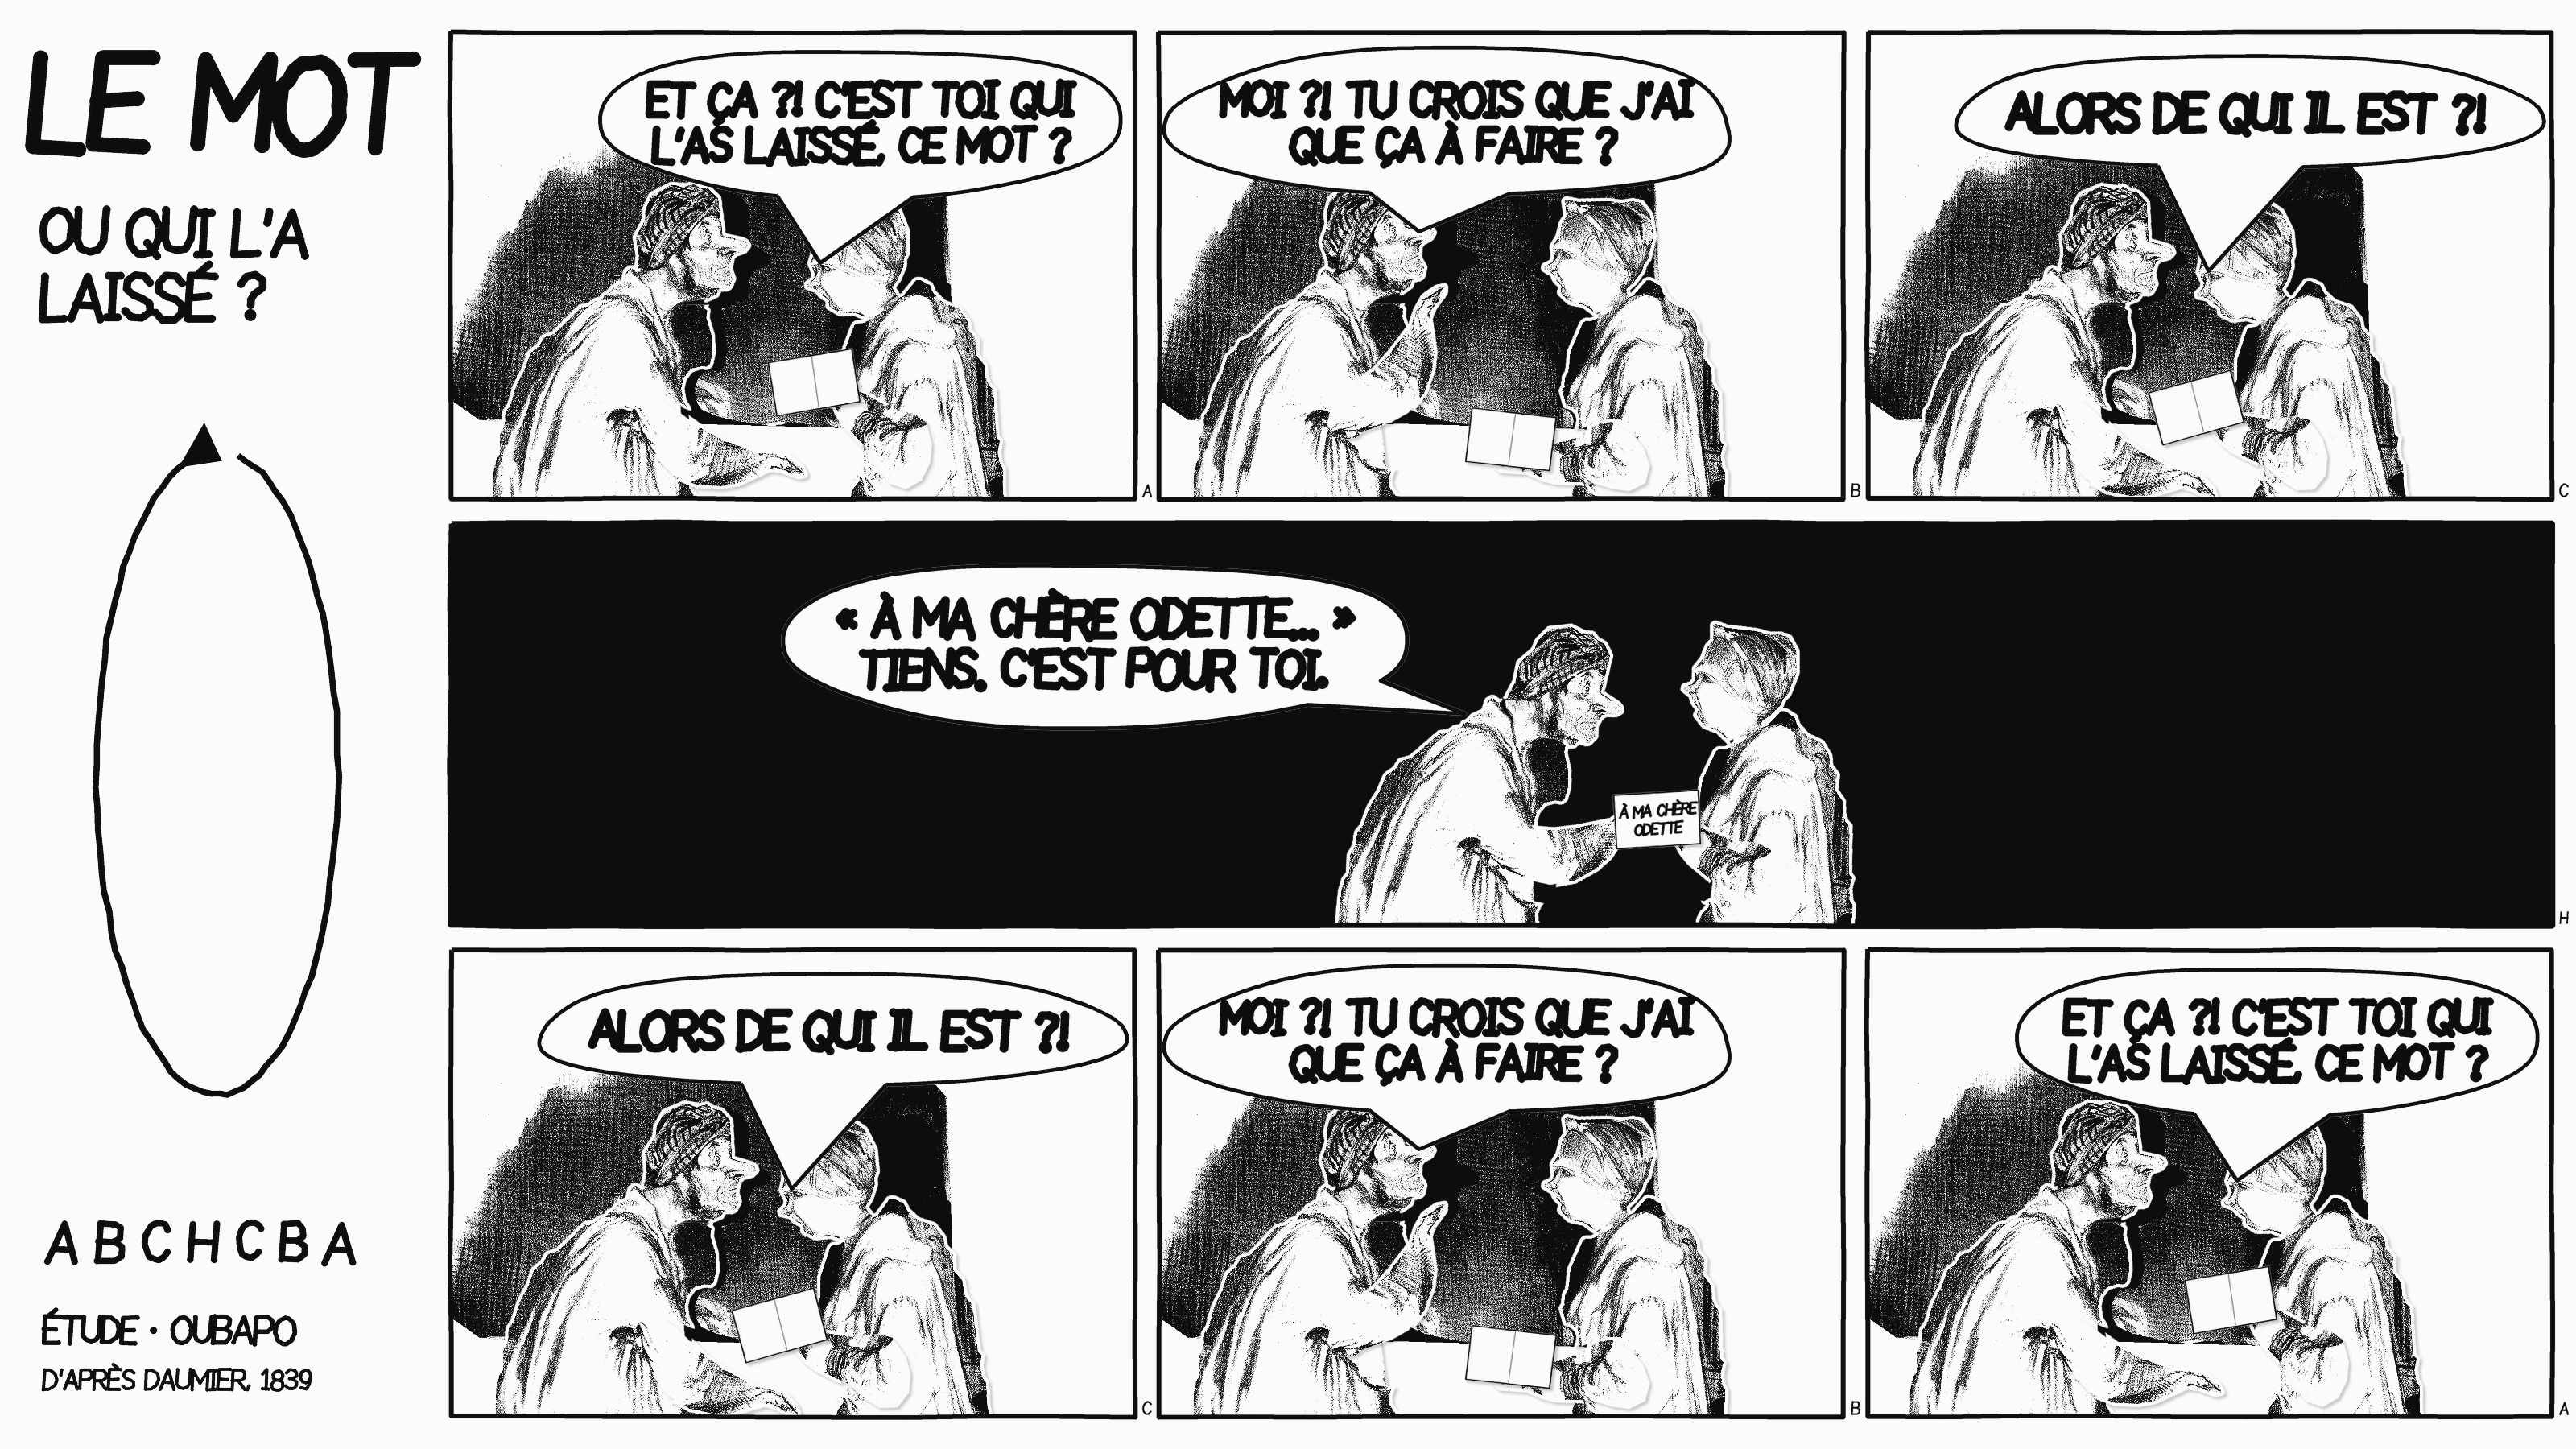 LE MOT
OU QUI L'A
LAISSÉ ?
A B C H C B A
ÉTUDE · OUBAPO
D'APRÈS DAUMIER, 1839
ET ÇA ?! C'EST TOI QUI
L'AS LAISSÉ, CE MOT ?
A
MOI ?! TU CROIS QUE J'AI
QUE ÇA À FAIRE ?
B
ALORS DE QUI IL EST ?!
C
« À MA CHÈRE ODETTE... »
TIENS. C'EST POUR TOI.
À MA CHÈRE
ODETTE
H
ALORS DE QUI IL EST ?!
C
MOI ?! TU CROIS QUE J'AI
QUE ÇA À FAIRE ?
B
ET ÇA ?! C'EST TOI QUI
L'AS LAISSÉ, CE MOT ?
A